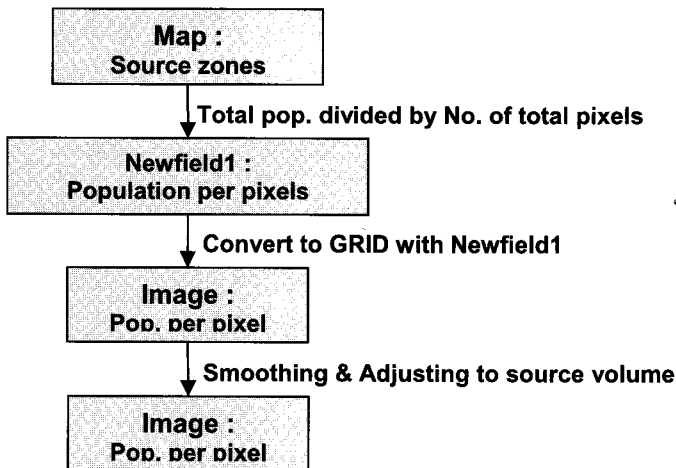 Map :
Source zones
Total pop. divided by No. of total pixels
Newfield1 :
Population per pixels
Convert to GRID with Newfield1
Image :
Pop. per pixel
Smoothing & Adjusting to source volume
Image :
Pop. per pixel